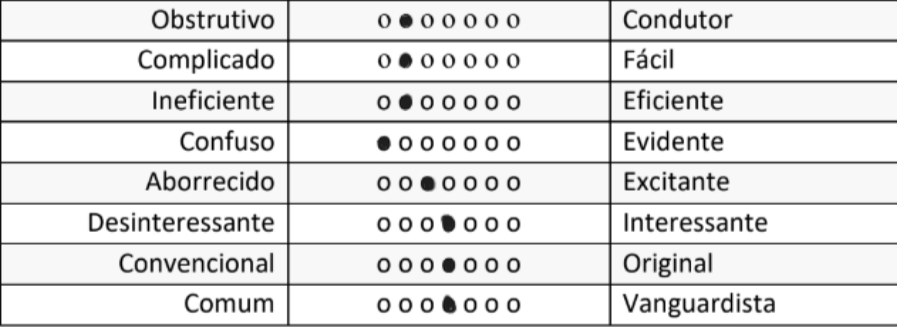 Obstrutivo o ● o o o o o Condutor
Complicado o ● o o o o o Fácil
Ineficiente o ● o o o o o Eficiente
Confuso ● o o o o o o Evidente
Aborrecido o o ● o o o o Excitante
Desinteressante o o o ● o o o Interessante
Convencional o o o ● o o o Original
Comum o o o ● o o o Vanguardista